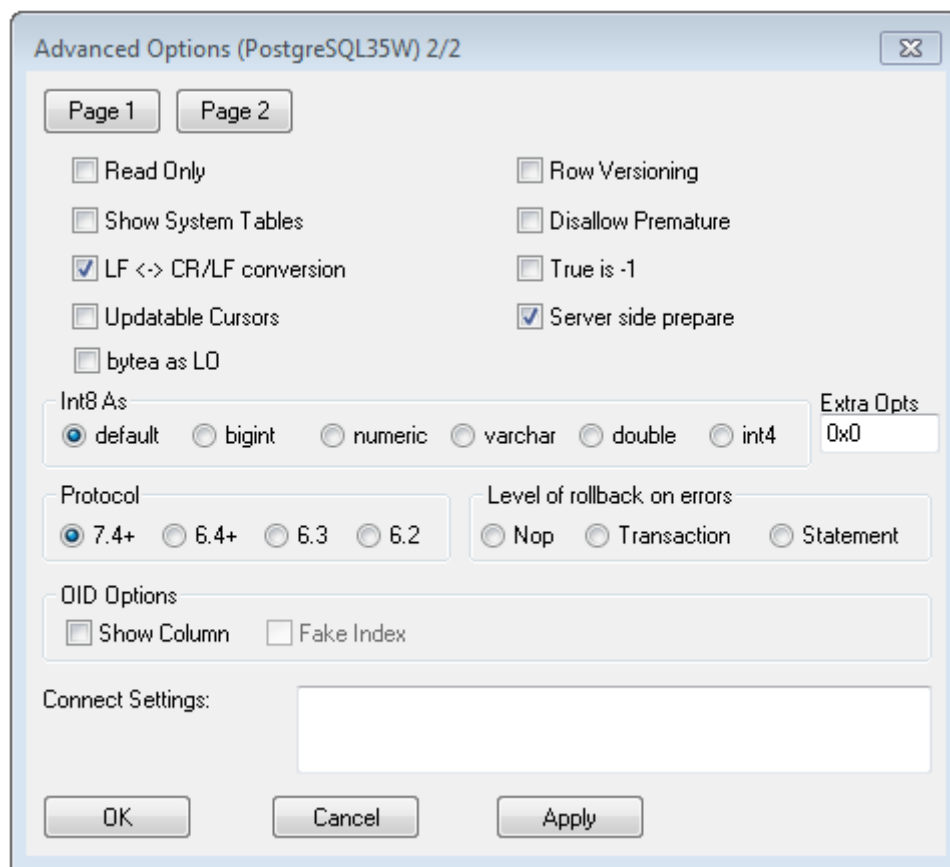 Advanced Options (PostgreSQL35W) 2/2
Page 1 Page 2
Read Only Row Versioning
Show System Tables Disallow Premature
LF <-> CR/LF conversion True is -1
Updatable Cursors Server side prepare
bytea as LO
Int8 As Extra Opts
default bigint numeric varchar double int4 0x0
Protocol Level of rollback on errors
7.4+ 6.4+ 6.3 6.2 Nop Transaction Statement
OID Options
Show Column Fake Index
Connect Settings:
OK Cancel Apply